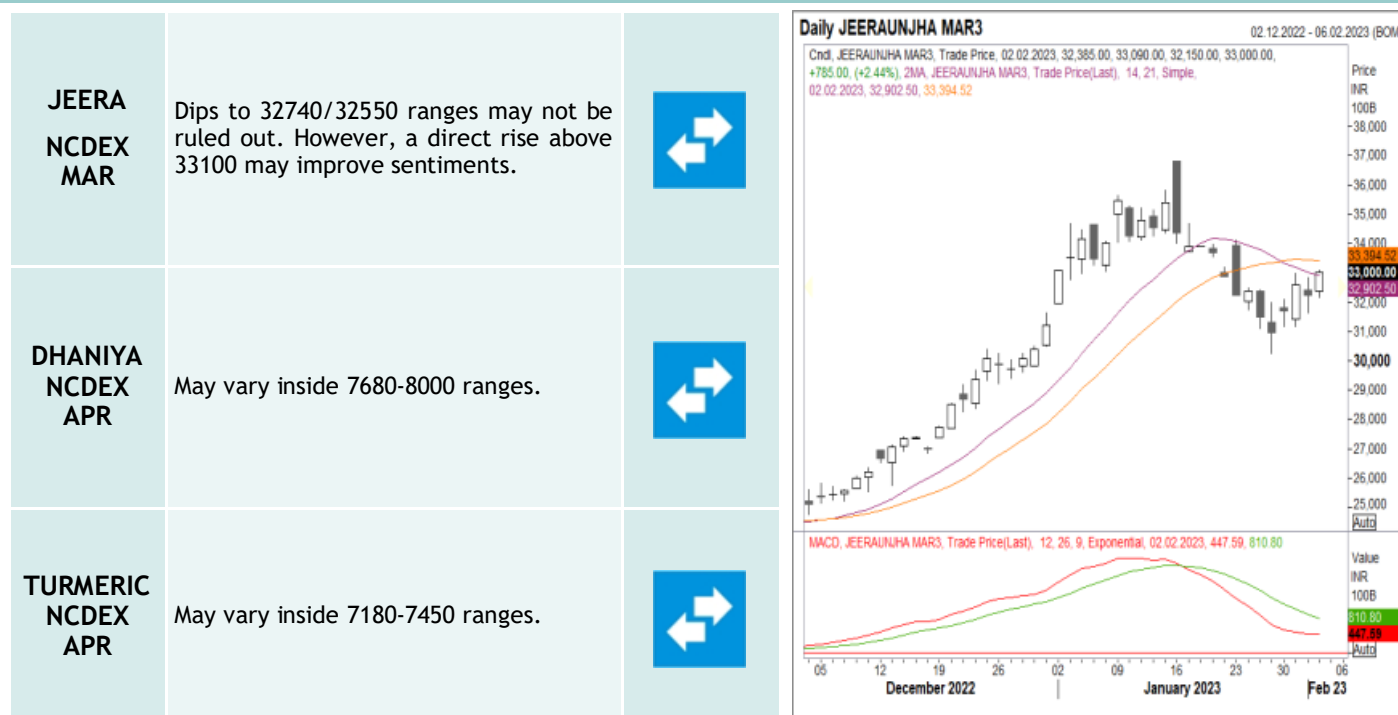 JEERA
NCDEX
MAR
Dips to 32740/32550 ranges may not be
ruled out. However, a direct rise above
33100 may improve sentiments.
DHANIYA
NCDEX
APR
May vary inside 7680-8000 ranges.
TURMERIC
NCDEX
APR
May vary inside 7180-7450 ranges.
Daily JEERAUNJHA MAR3
02.12.2022 - 06.02.2023 (BOM
Cndl, JEERAUNJHA MAR3, Trade Price, 02.02.2023, 32,385.00, 33,090.00, 32,150.00, 33,000.00,
+785.00, (+2.44%), 2MA, JEERAUNJHA MAR3, Trade Price(Last), 14, 21, Simple,
02.02.2023, 32,902.50, 33,394.52
Price
INR
100B
38,000
37,000
36,000
35,000
34,000
33,394.52
33,000.00
32,902.50
32,000
31,000
30,000
29,000
28,000
27,000
26,000
25,000
Auto
MACD, JEERAUNJHA MAR3, Trade Price(Last), 12, 26, 9, Exponential, 02.02.2023, 447.59, 810.80
Value
INR
100B
810.80
447.59
Auto
05 12 19 26 02 09 16 23 30 06
December 2022 January 2023 Feb 23